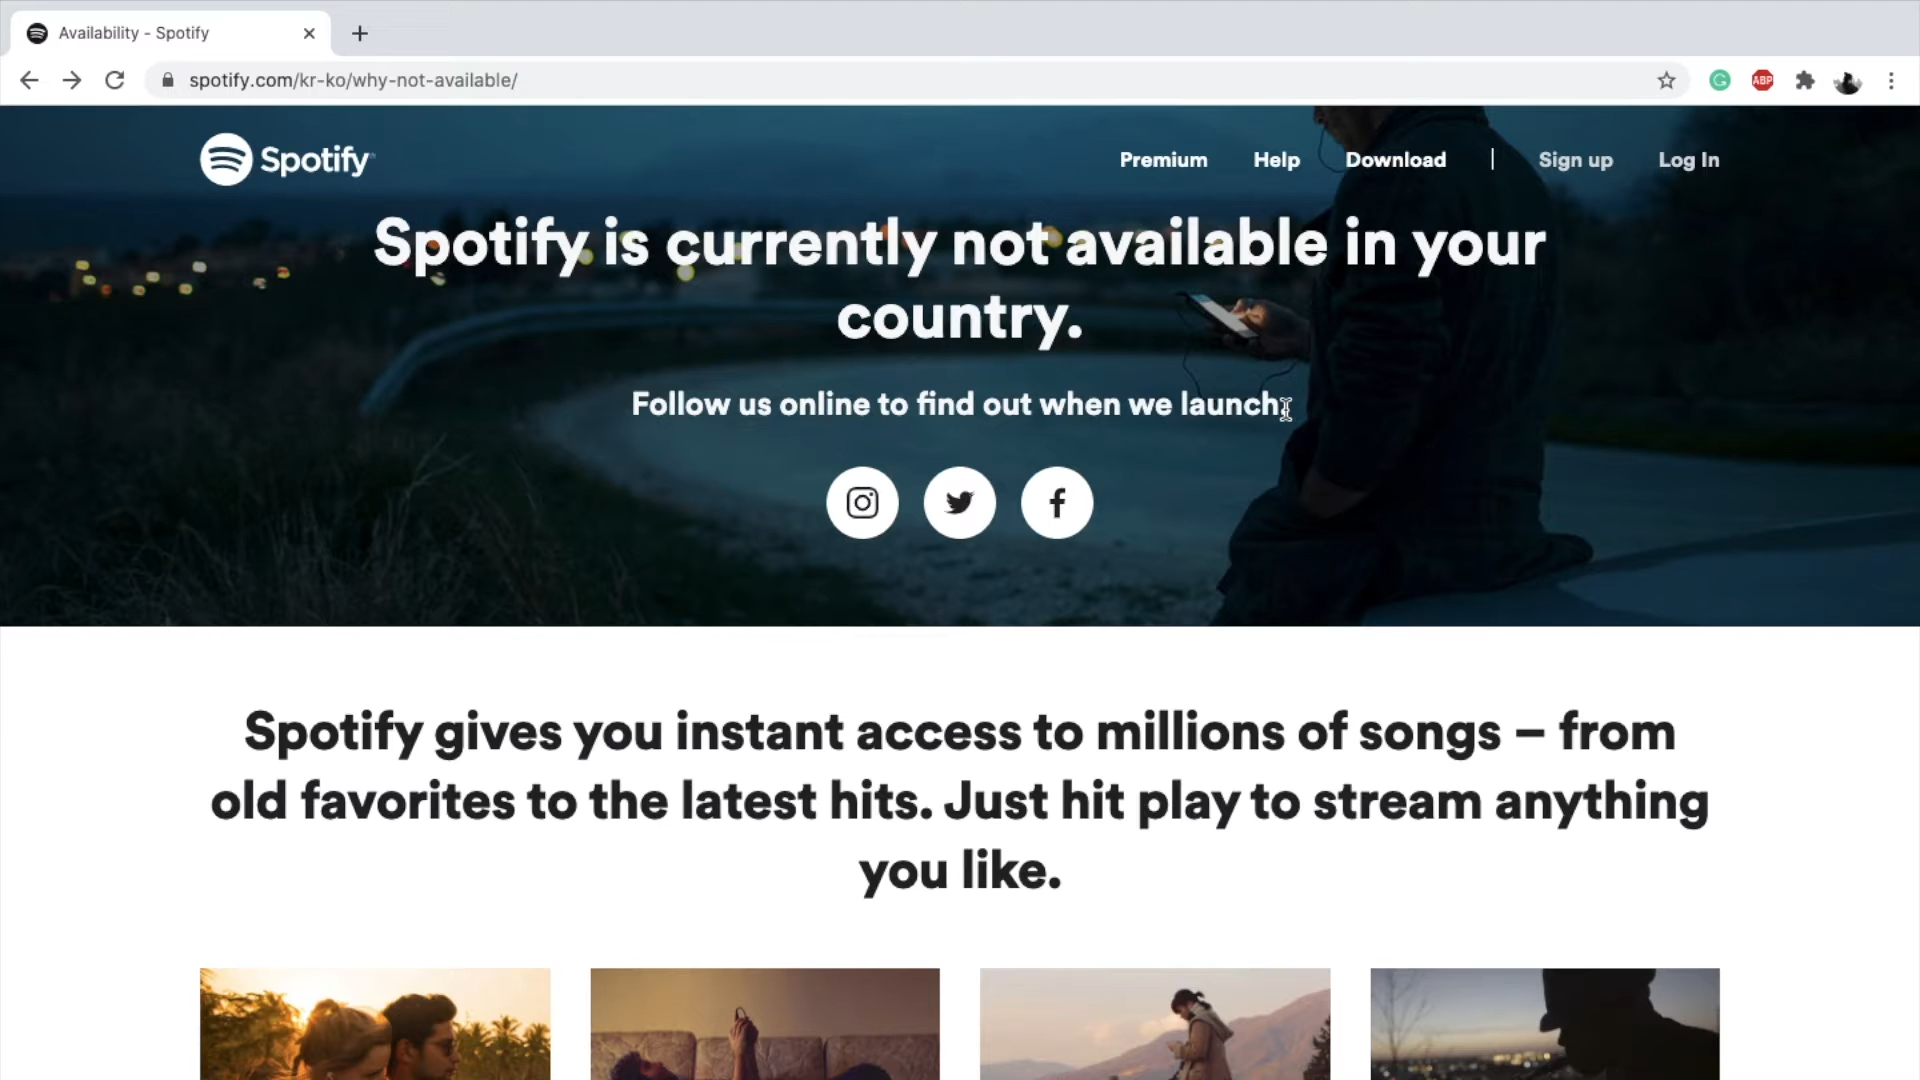 Availability - Spotify
spotify.com/kr-ko/why-not-available/
ABP
Spotify
Premium Help Download | Sign up Log In
Spotify is currently not available in your
country.
Follow us online to find out when we launch.
Spotify gives you instant access to millions of songs – from
old favorites to the latest hits. Just hit play to stream anything
you like.